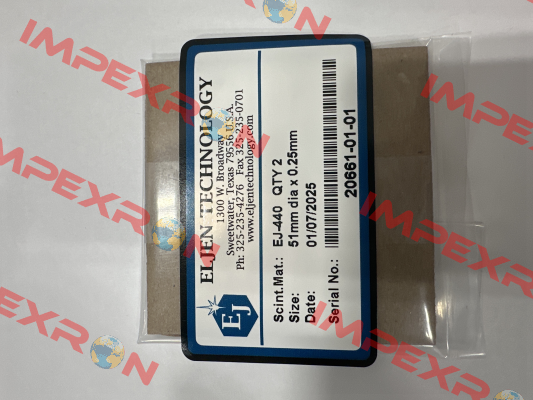 ELJEN TECHNOLOGY
1300 W. Broadway
Sweetwater, Texas 79556 U.S.A.
Ph: 325-235-4276 Fax 325-235-0701
www.eljentechnology.com
EJ
Scint.Mat.: EJ-440 QTY 2
Size: 51mm dia x 0.25mm
Date: 01/07/2025
Serial No.: 20661-01-01
IMPEXRON
IMPEXRON
IMPEXRON
IMPEXRON
IMPEXRON
IMPEXRON